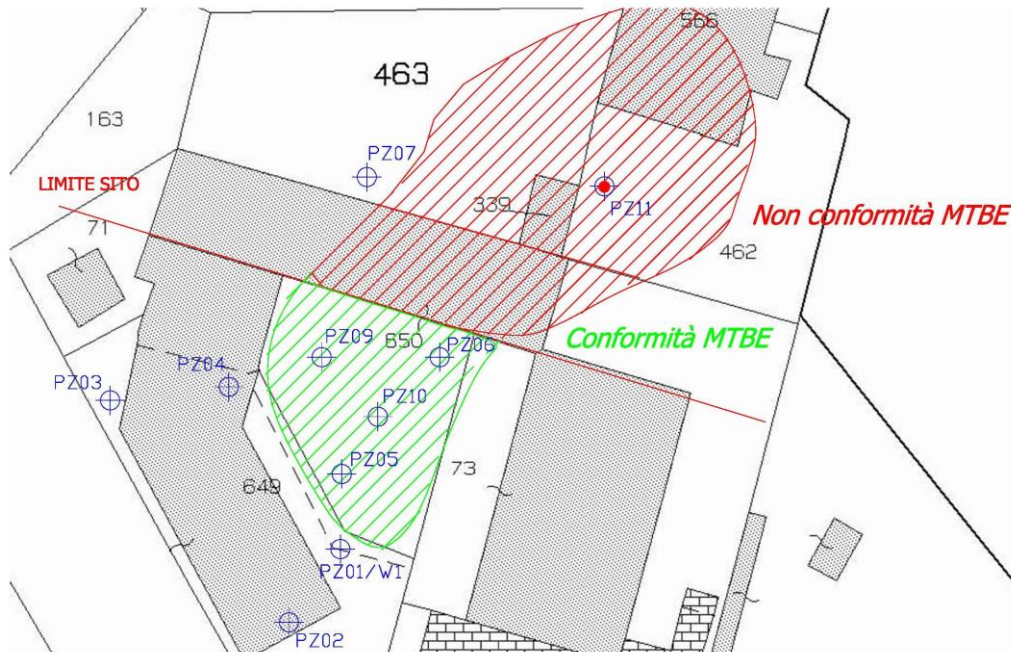 566
463
163
PZ07
LIMITE SITO
339
PZ11
Non conformità MTBE
71
462
650
Conformità MTBE
PZ09
PZ06
PZ04
PZ03
PZ10
PZ05
73
649
PZ01/W1
PZ02